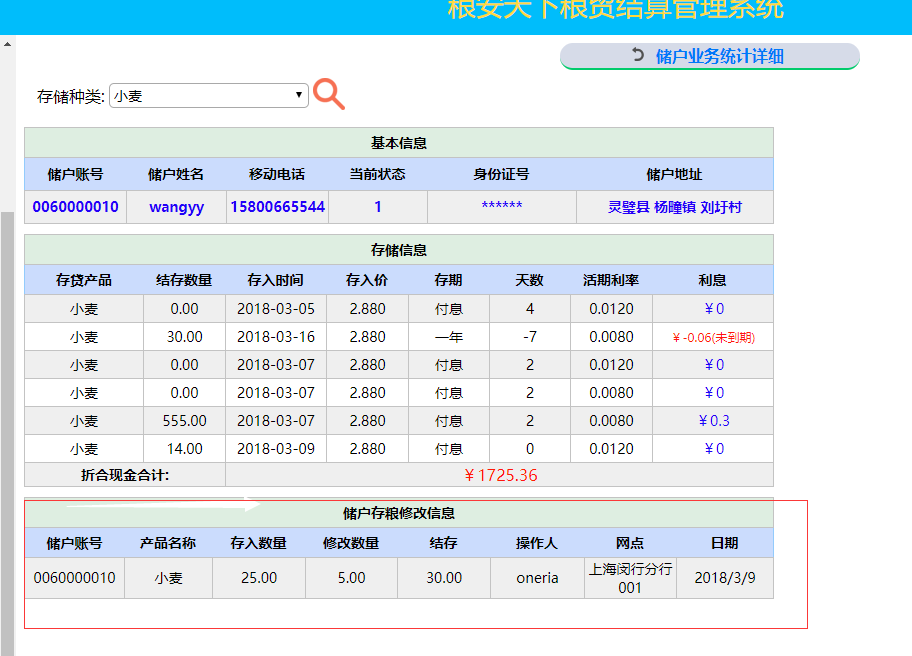 粮安天下粮贸结算管理系统
储户业务统计详细
存储种类: 小麦
基本信息
储户账号 储户姓名 移动电话 当前状态 身份证号 储户地址
0060000010 wangyy 15800665544 1 ****** 灵璧县 杨疃镇 刘圩村
存储信息
存贷产品 结存数量 存入时间 存入价 存期 天数 活期利率 利息
小麦 0.00 2018-03-05 2.880 付息 4 0.0120 ￥0
小麦 30.00 2018-03-16 2.880 一年 -7 0.0080 ￥-0.06(未到期)
小麦 0.00 2018-03-07 2.880 付息 2 0.0120 ￥0
小麦 0.00 2018-03-07 2.880 付息 2 0.0080 ￥0
小麦 555.00 2018-03-07 2.880 付息 2 0.0080 ￥0.3
小麦 14.00 2018-03-09 2.880 付息 0 0.0120 ￥0
折合现金合计: ￥1725.36
储户存粮修改信息
储户账号 产品名称 存入数量 修改数量 结存 操作人 网点 日期
0060000010 小麦 25.00 5.00 30.00 oneria 上海闵行分行 2018/3/9
001